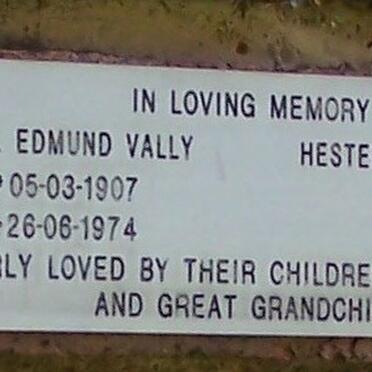 IN LOVING MEMORY
EDMUND VALLY HESTE
05-03-1907
26-06-1974
RLY LOVED BY THEIR CHILDRE
AND GREAT GRANDCHI